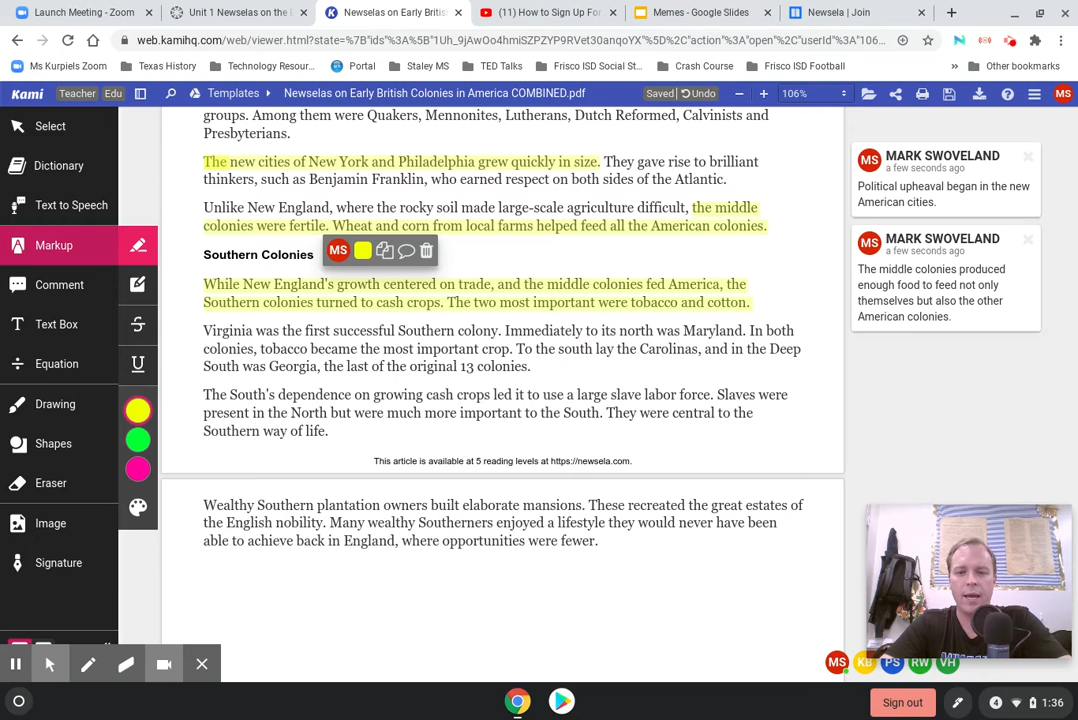 Launch Meeting - Zoom
Unit 1 Newselas on the E
Newselas on Early Britis
(11) How to Sign Up For
Memes - Google Slides
Newsela | Join
web.kamihq.com/web/viewer.html?state=%7B"ids"%3A%5B"1Uh_9jAwOo4hmiSZPZYP9RVet30anqoYX"%5D%2C"action"%3A"open"%2C"userId"%3A"106...
Ms Kurpiels Zoom
Texas History
Technology Resour...
Portal
Staley MS
TED Talks
Frisco ISD Social St...
Crash Course
Frisco ISD Football
»
Other bookmarks
Kami
Teacher
Edu
Templates
Newselas on Early British Colonies in America COMBINED.pdf
Saved
Undo
106%
MS
Select
Dictionary
Text to Speech
Markup
Comment
Text Box
Equation
Drawing
Shapes
Eraser
Image
Signature
groups. Among them were Quakers, Mennonites, Lutherans, Dutch Reformed, Calvinists and
Presbyterians.
The new cities of New York and Philadelphia grew quickly in size. They gave rise to brilliant
thinkers, such as Benjamin Franklin, who earned respect on both sides of the Atlantic.
Unlike New England, where the rocky soil made large-scale agriculture difficult, the middle
colonies were fertile. Wheat and corn from local farms helped feed all the American colonies.
Southern Colonies
MS
While New England's growth centered on trade, and the middle colonies fed America, the
Southern colonies turned to cash crops. The two most important were tobacco and cotton.
Virginia was the first successful Southern colony. Immediately to its north was Maryland. In both
colonies, tobacco became the most important crop. To the south lay the Carolinas, and in the Deep
South was Georgia, the last of the original 13 colonies.
The South's dependence on growing cash crops led it to use a large slave labor force. Slaves were
present in the North but were much more important to the South. They were central to the
Southern way of life.
This article is available at 5 reading levels at https://newsela.com.
Wealthy Southern plantation owners built elaborate mansions. These recreated the great estates of
the English nobility. Many wealthy Southerners enjoyed a lifestyle they would never have been
able to achieve back in England, where opportunities were fewer.
MS
MARK SWOVELAND
a few seconds ago
Political upheaval began in the new
American cities.
MS
MARK SWOVELAND
a few seconds ago
The middle colonies produced
enough food to feed not only
themselves but also the other
American colonies.
MS
KB
PS
RW
VH
Sign out
4
1:36